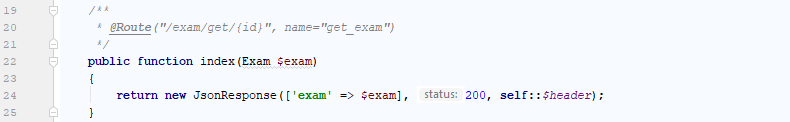 19 /**
20 * @Route("/exam/get/{id}", name="get_exam")
21 */
22 public function index(Exam $exam)
23 {
24 return new JsonResponse(['exam' => $exam], status: 200, self::$header);
25 }